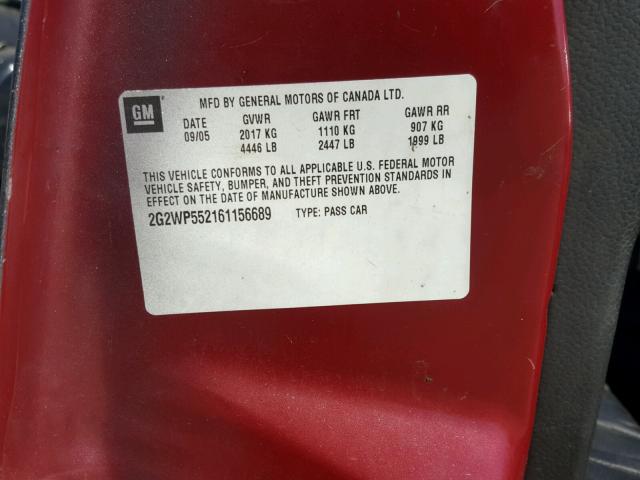 MFD BY GENERAL MOTORS OF CANADA LTD.
GM
DATE GVWR GAWR FRT GAWR RR
09/05 2017 KG 1110 KG 907 KG
4446 LB 2447 LB 1999 LB
THIS VEHICLE CONFORMS TO ALL APPLICABLE U.S. FEDERAL MOTOR
VEHICLE SAFETY, BUMPER, AND THEFT PREVENTION STANDARDS IN
EFFECT ON THE DATE OF MANUFACTURE SHOWN ABOVE.
2G2WP552161156689 TYPE: PASS CAR